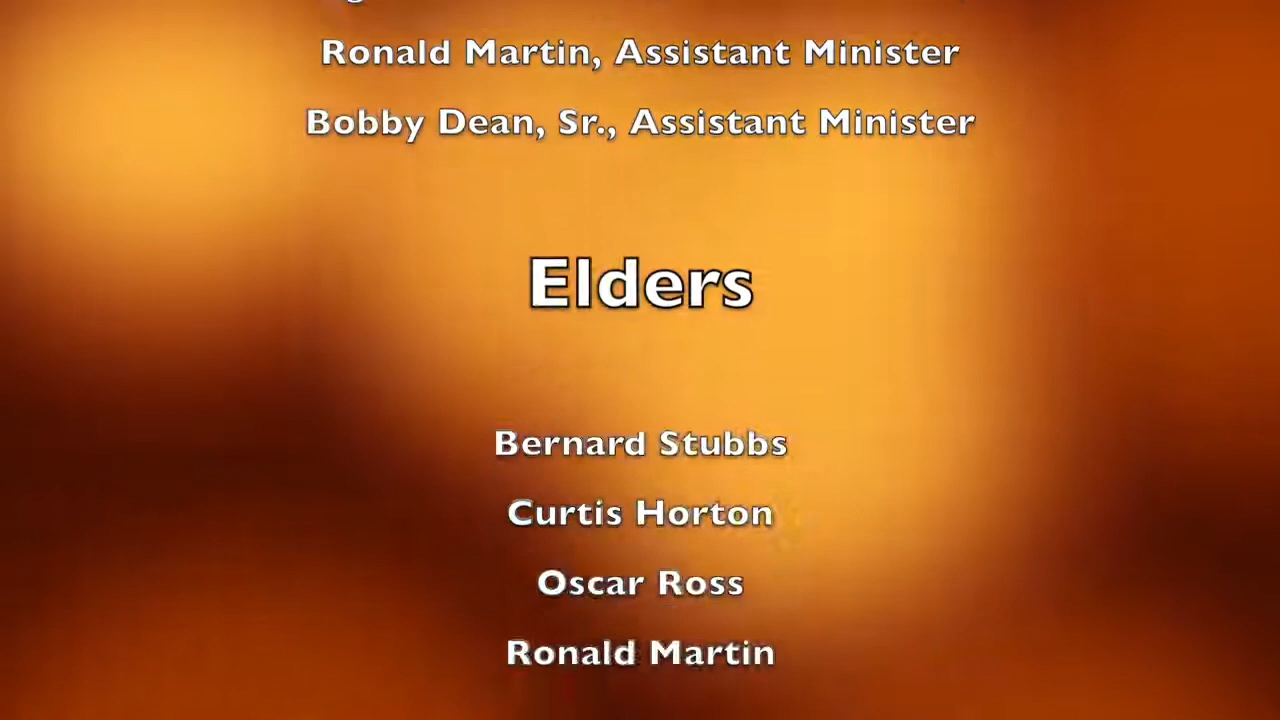 Ronald Martin, Assistant Minister
Bobby Dean, Sr., Assistant Minister
Elders
Bernard Stubbs
Curtis Horton
Oscar Ross
Ronald Martin